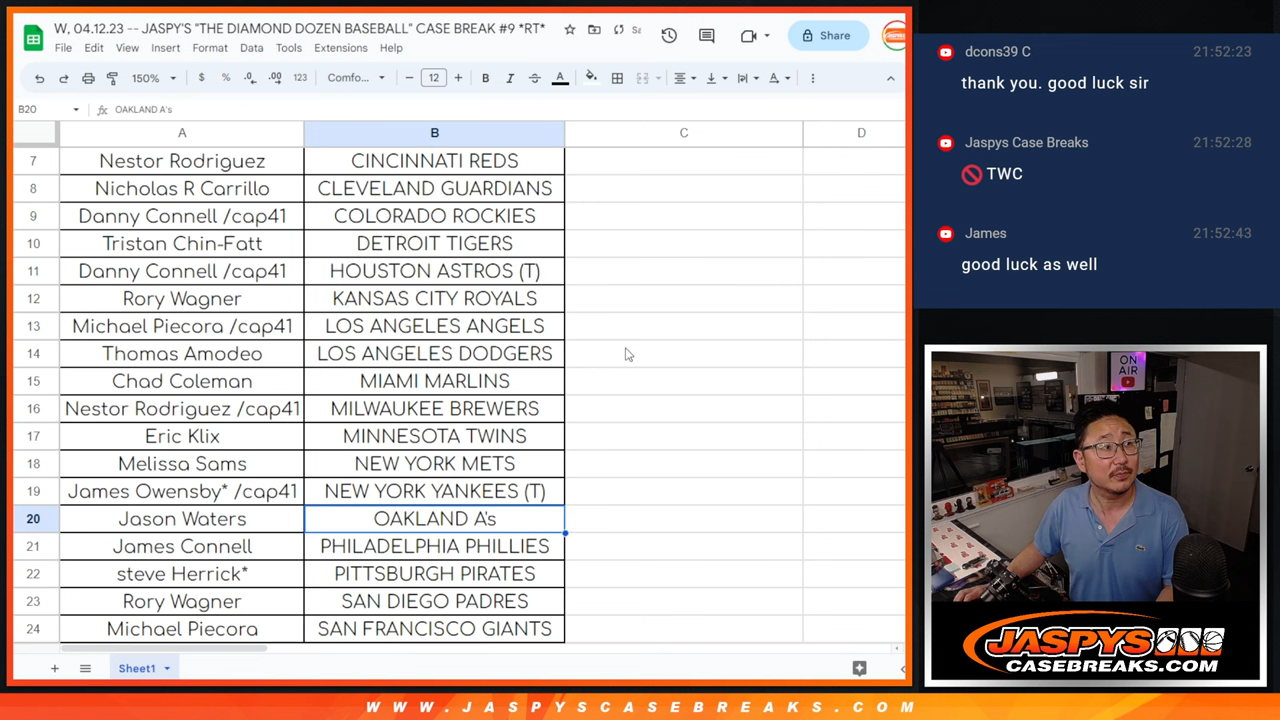 W, 04.12.23 -- JASPY'S "THE DIAMOND DOZEN BASEBALL" CASE BREAK #9 *RT*
Share
File Edit View Insert Format Data Tools Extensions Help
150% $ % .0 .00 123 Comfo... 12 B I A
B20 fx OAKLAND A's
A B C D
7 Nestor Rodriguez CINCINNATI REDS
8 Nicholas R Carrillo CLEVELAND GUARDIANS
9 Danny Connell /cap41 COLORADO ROCKIES
10 Tristan Chin-Fatt DETROIT TIGERS
11 Danny Connell /cap41 HOUSTON ASTROS (T)
12 Rory Wagner KANSAS CITY ROYALS
13 Michael Piecora /cap41 LOS ANGELES ANGELS
14 Thomas Amodeo LOS ANGELES DODGERS
15 Chad Coleman MIAMI MARLINS
16 Nestor Rodriguez /cap41 MILWAUKEE BREWERS
17 Eric Klix MINNESOTA TWINS
18 Melissa Sams NEW YORK METS
19 James Owensby* /cap41 NEW YORK YANKEES (T)
20 Jason Waters OAKLAND A's
21 James Connell PHILADELPHIA PHILLIES
22 steve Herrick* PITTSBURGH PIRATES
23 Rory Wagner SAN DIEGO PADRES
24 Michael Piecora SAN FRANCISCO GIANTS
Sheet1
dcons39 C 21:52:23
thank you. good luck sir
Jaspys Case Breaks 21:52:28
TWC
James 21:52:43
good luck as well
ON
AIR
JASPYS
CASEBREAKS.COM
WWW.JASPYSCASEBREAKS.COM